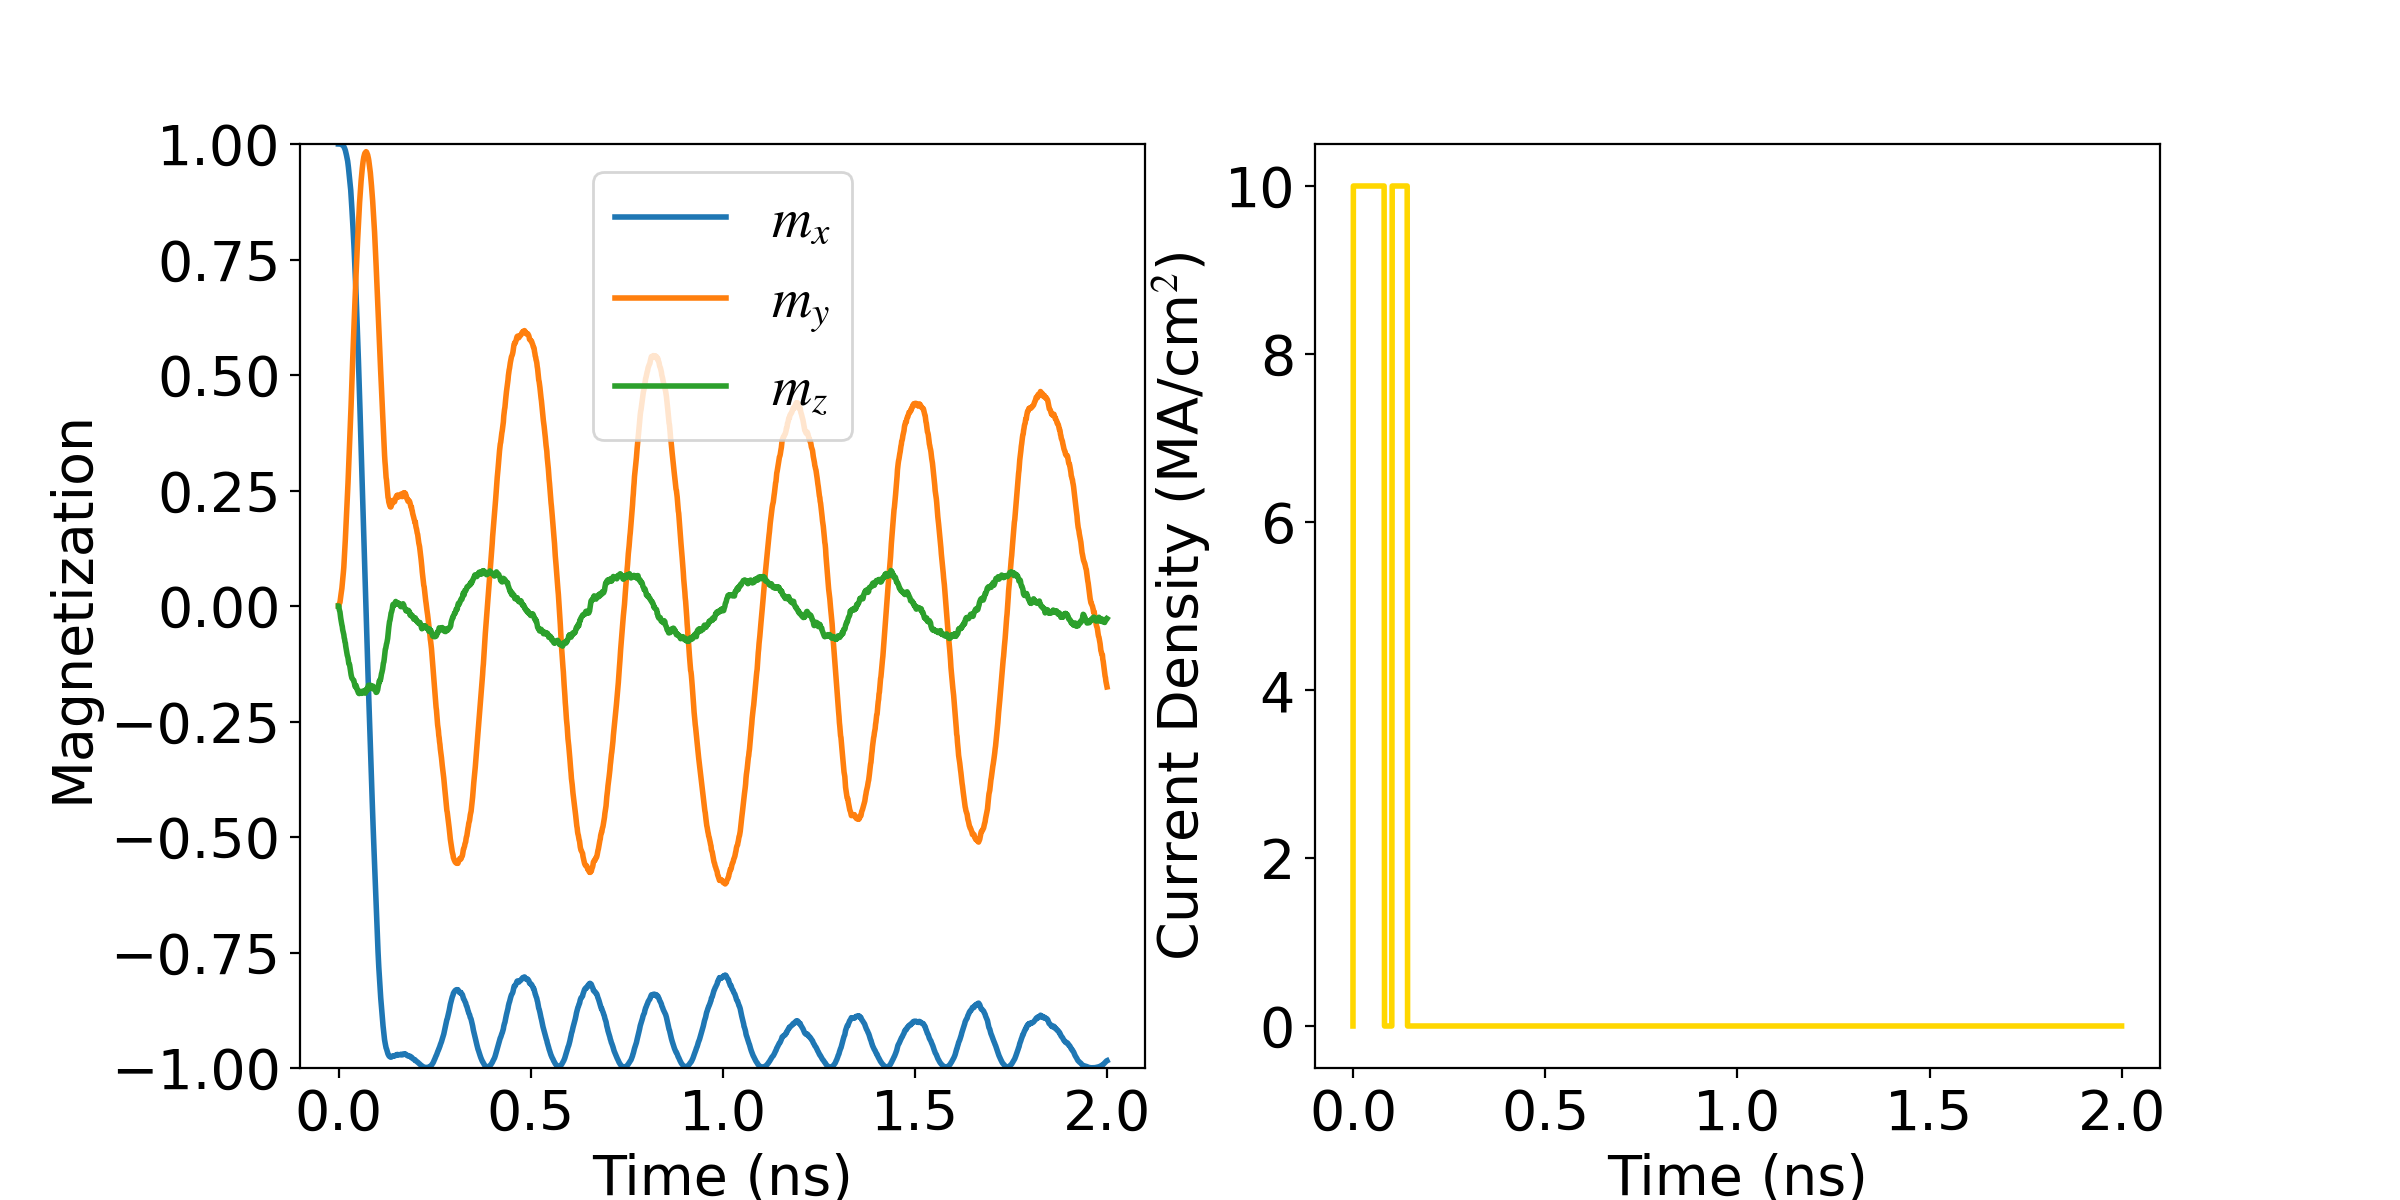 1.00
0.75
0.50
0.25
0.00
−0.25
−0.50
−0.75
−1.00
Magnetization
0.0 0.5 1.0 1.5 2.0
Time (ns)
m_x
m_y
m_z
10
8
6
4
2
0
Current Density (MA/cm²)
0.0 0.5 1.0 1.5 2.0
Time (ns)